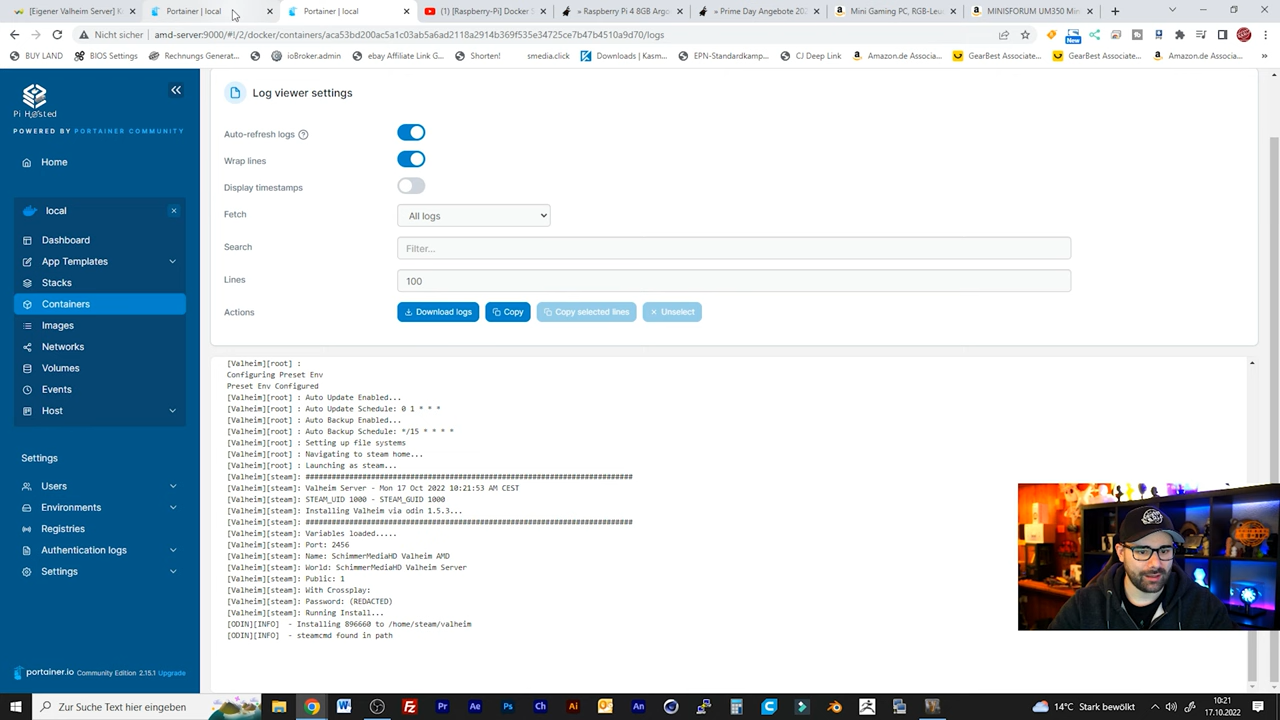 [Eigener Valheim Server] K
Portainer | local
Portainer | local
(1) [Raspberry-Pi] Docker S
» Raspberry Pi 4 8GB Argo
» Prime Day Angebote 202
Mini Gaming PC, RGB-Leu
MINISFORUM UM350 Min
Nicht sicher | amd-server:9000/#!/2/docker/containers/aca53bd200ac5a1c03ab5a6914b369f535e34725ce7b47b4510a9d70/logs
New
BUY LAND
BIOS Settings
Rechnungs Generat...
ioBroker.admin
ebay Affiliate Link G...
Shorten!
smedia.click
Downloads | Kasm...
EPN-Standardkamp...
CJ Deep Link
Amazon.de Associat...
GearBest Associate...
Amazon.de Associat...
GearBest Associate...
Amazon.de Associat...
»
Pi H@sted
POWERED BY PORTAINER COMMUNITY
Home
local
Dashboard
App Templates
Stacks
Containers
Images
Networks
Volumes
Events
Host
Settings
Users
Environments
Registries
Authentication logs
Settings
portainer.io Community Edition 2.15.1 Upgrade
Log viewer settings
Auto-refresh logs
Wrap lines
Display timestamps
Fetch
All logs
Search
Filter...
Lines
100
Actions
Download logs
Copy
Copy selected lines
Unselect
[Valheim][root] :
Configuring Preset Env
Preset Env Configured
[Valheim][root] : Auto Update Enabled...
[Valheim][root] : Auto Update Schedule: 0 1 * * *
[Valheim][root] : Auto Backup Enabled...
[Valheim][root] : Auto Backup Schedule: */15 * * * *
[Valheim][root] : Setting up file systems
[Valheim][root] : Navigating to steam home...
[Valheim][root] : Launching as steam...
[Valheim][steam]: ###########################################################################
[Valheim][steam]: Valheim Server - Mon 17 Oct 2022 10:21:53 AM CEST
[Valheim][steam]: STEAM_UID 1000 - STEAM_GUID 1000
[Valheim][steam]: Installing Valheim via odin 1.5.3...
[Valheim][steam]: ###########################################################################
[Valheim][steam]: Variables loaded.....
[Valheim][steam]: Port: 2456
[Valheim][steam]: Name: SchimmerMediaHD Valheim AMD
[Valheim][steam]: World: SchimmerMediaHD Valheim Server
[Valheim][steam]: Public: 1
[Valheim][steam]: With Crossplay:
[Valheim][steam]: Password: (REDACTED)
[Valheim][steam]: Running Install...
[ODIN][INFO]  - Installing 896660 to /home/steam/valheim
[ODIN][INFO]  - steamcmd found in path
Zur Suche Text hier eingeben
14°C Stark bewölkt
10:21
17.10.2022